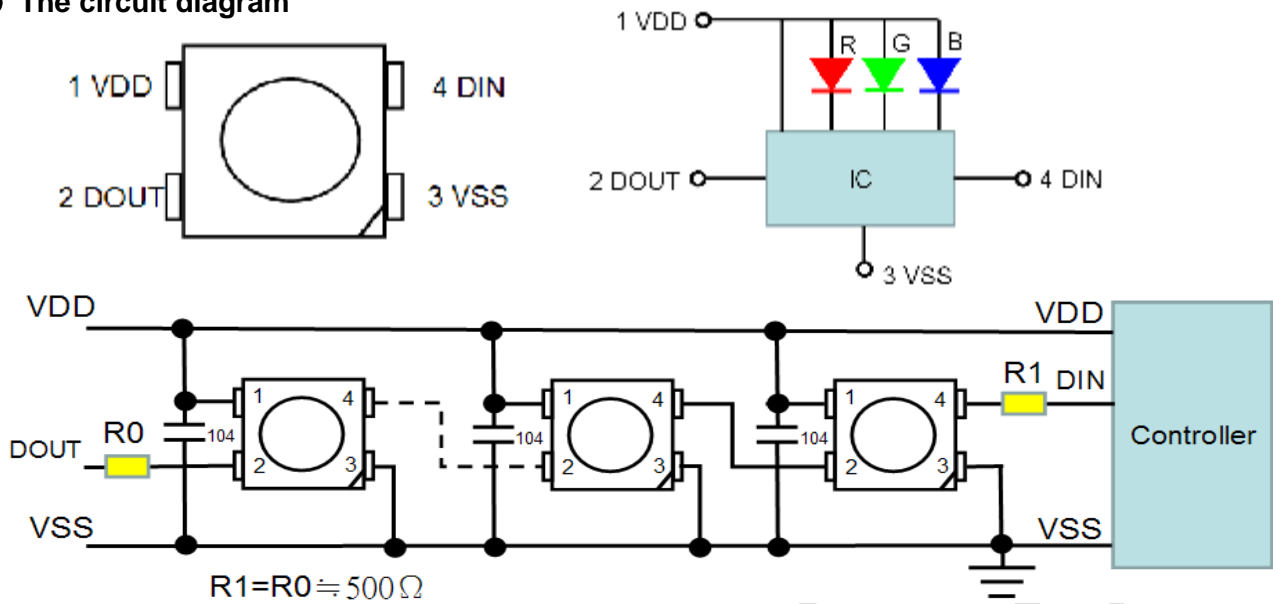 The circuit diagram
1 VDD
4 DIN
2 DOUT
3 VSS
1 VDD
R G B
2 DOUT
IC
4 DIN
3 VSS
VDD
VDD
R1 DIN
1 4
1 4
1 4
DOUT R0
104
104
104
Controller
2 3
2 3
2 3
VSS
VSS
R1=R0≒500Ω